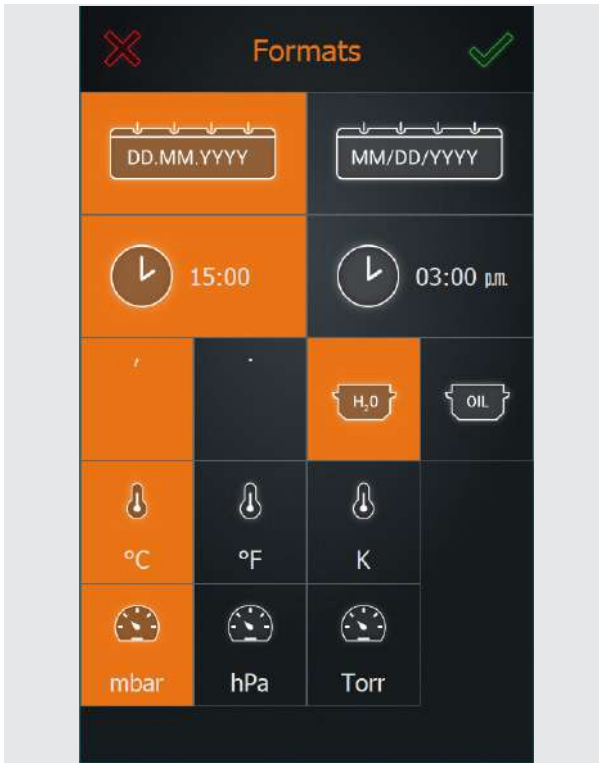 Formats
DD.MM.YYYY MM/DD/YYYY
15:00 03:00 p.m.
, . H₂O OIL
°C °F K
mbar hPa Torr